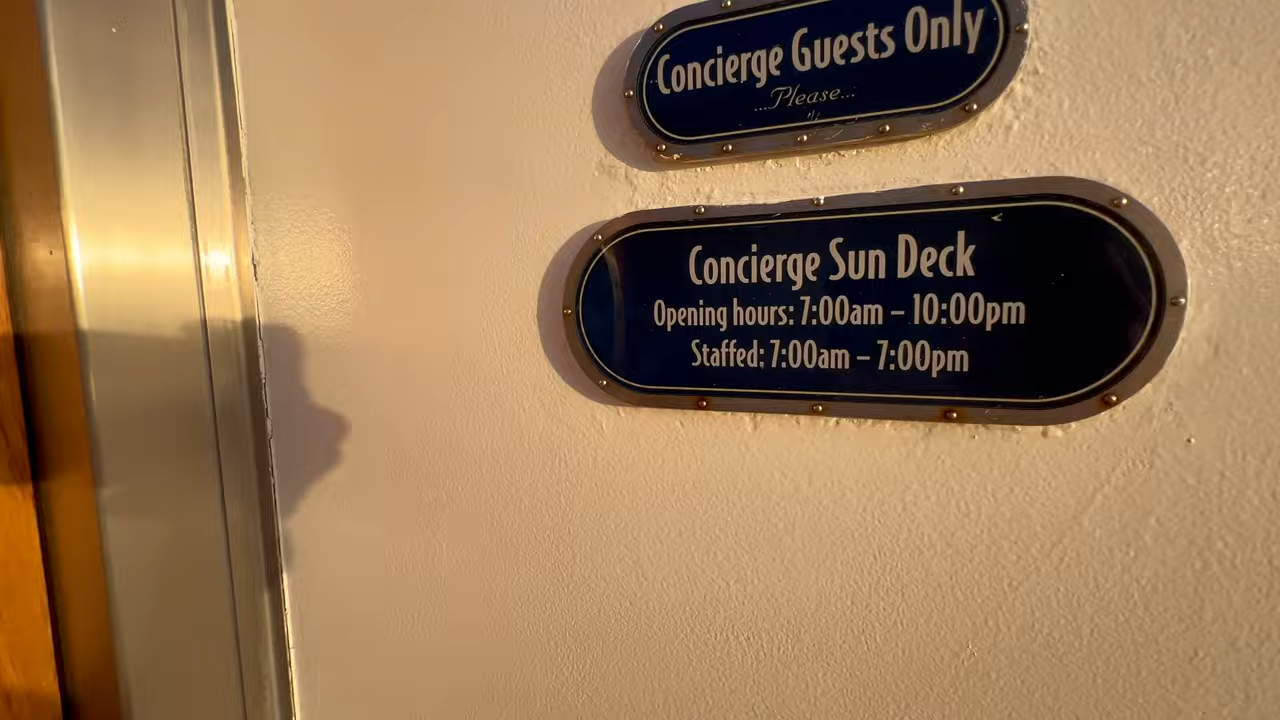 Concierge Guests Only
...Please...
Concierge Sun Deck
Opening hours: 7:00am – 10:00pm
Staffed: 7:00am – 7:00pm